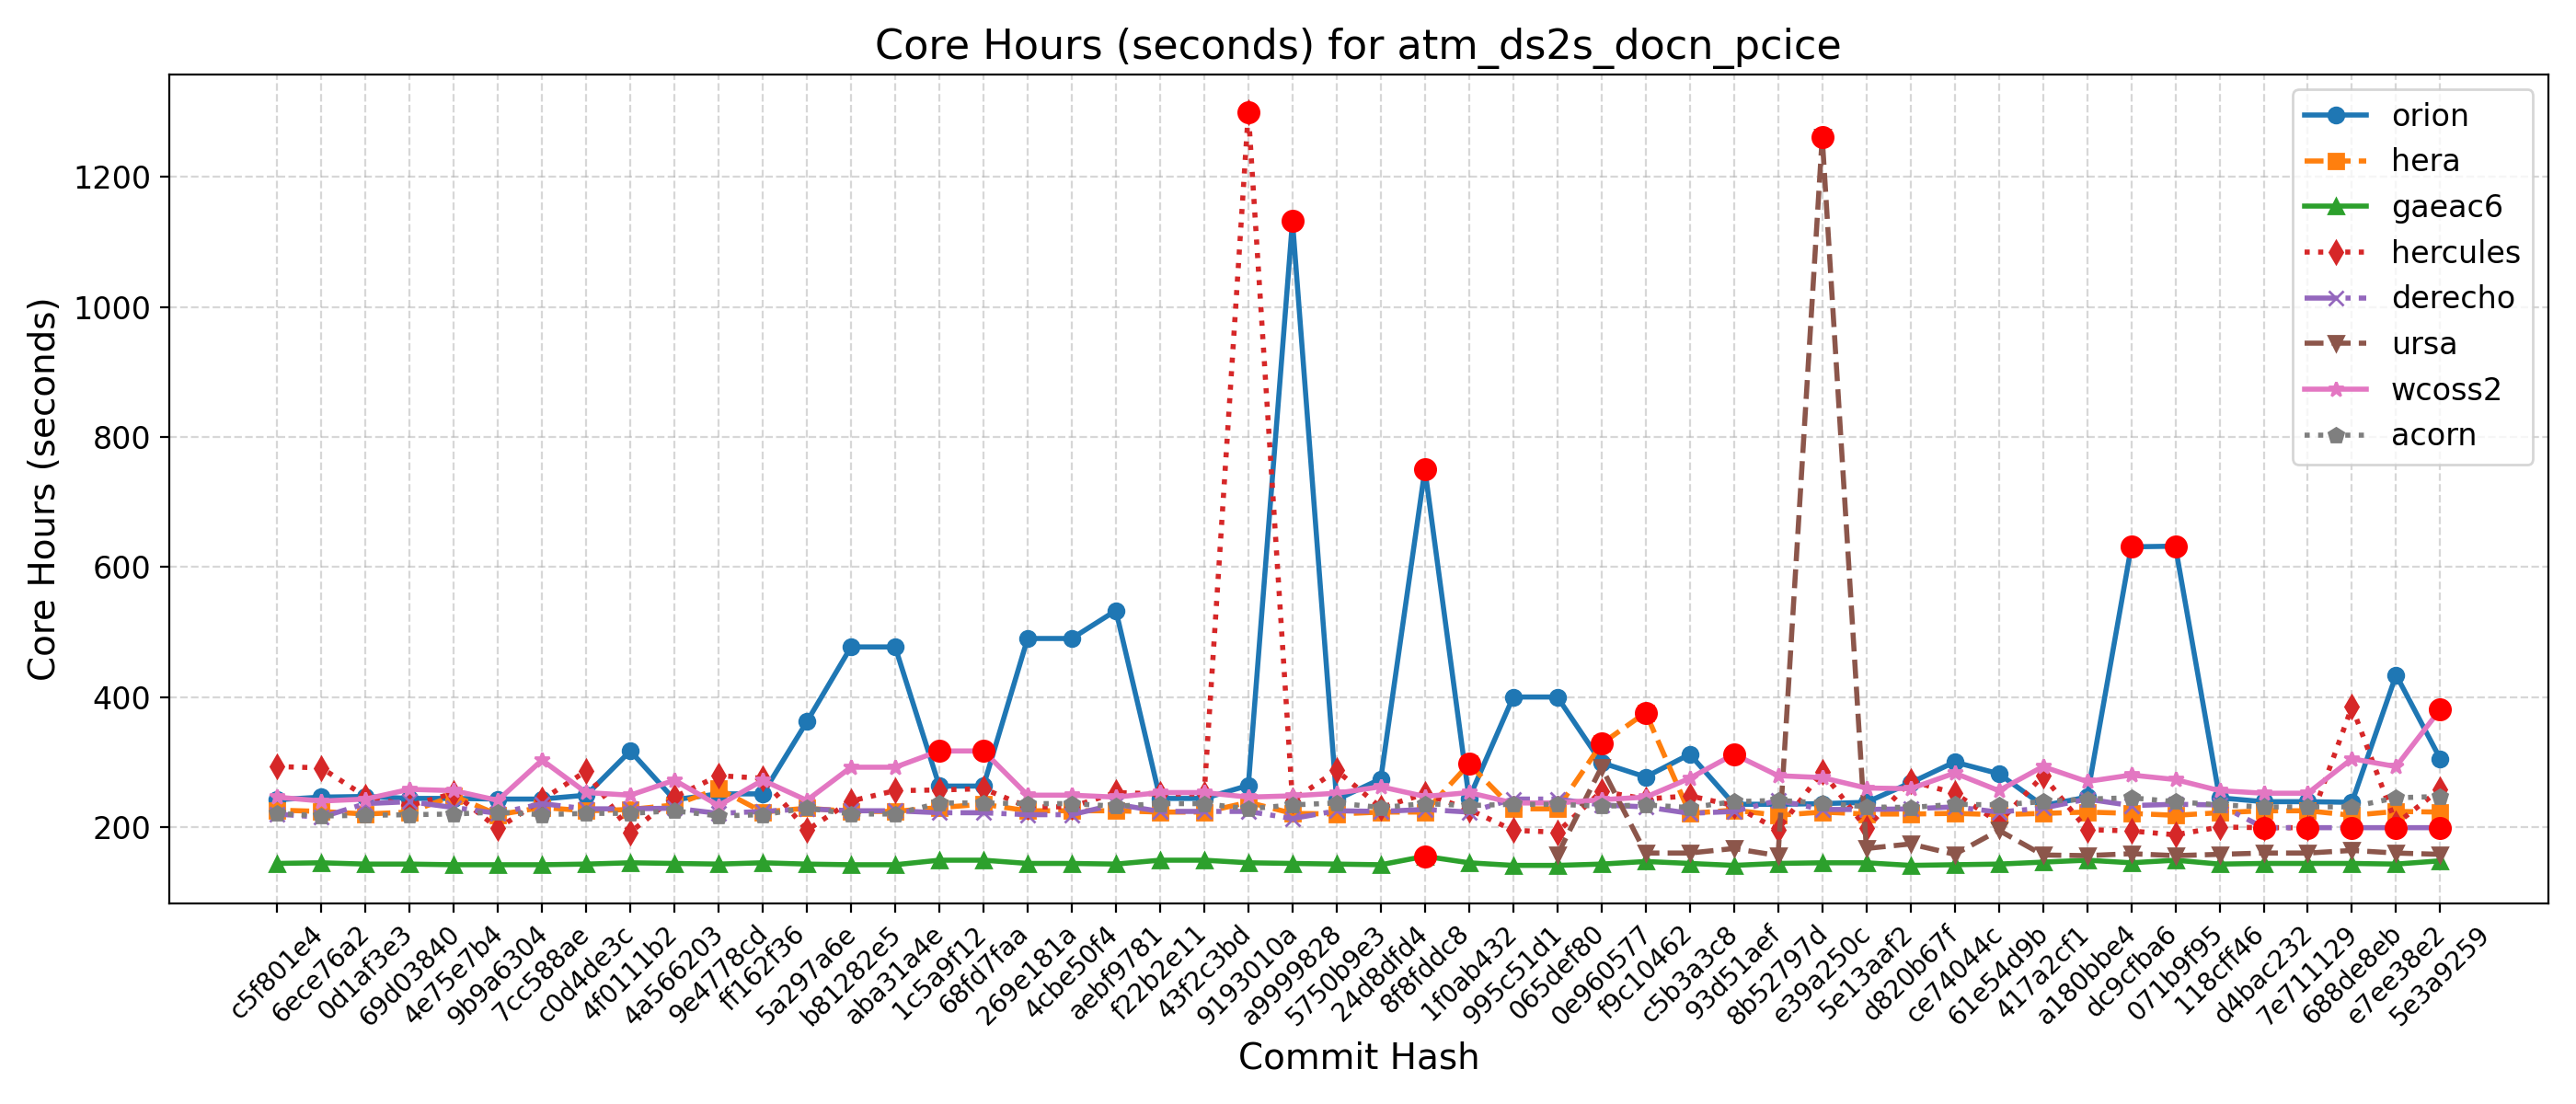 Core Hours (seconds) for atm_ds2s_docn_pcice
Core Hours (seconds)
1200
1000
800
600
400
200
orion
hera
gaeac6
hercules
derecho
ursa
wcoss2
acorn
c5f801e4
6ece76a2
0d1af3e3
69d03840
4e75e7b4
9b9a6304
7cc588ae
c0d4de3c
4f0111b2
4a566203
9e4778cd
ff162f36
5a297a6e
b81282e5
aba31a4e
1c5a9f12
68fd7faa
269e181a
4cbe50f4
aebf9781
f22b2e11
43f2c3bd
9193010a
a9999828
5750b9e3
24d8dfd4
8f8fddc8
1f0ab432
995c51d1
065def80
0e960577
f9c10462
c5b3a3c8
93d51aef
8b52797d
e39a250c
5e13aaf2
d820b67f
ce74044c
61e54d9b
417a2cf1
a180bbe4
dc9cfba6
071b9f95
118cff46
d4bac232
7e711129
688de8eb
e7ee38e2
5e3a9259
Commit Hash